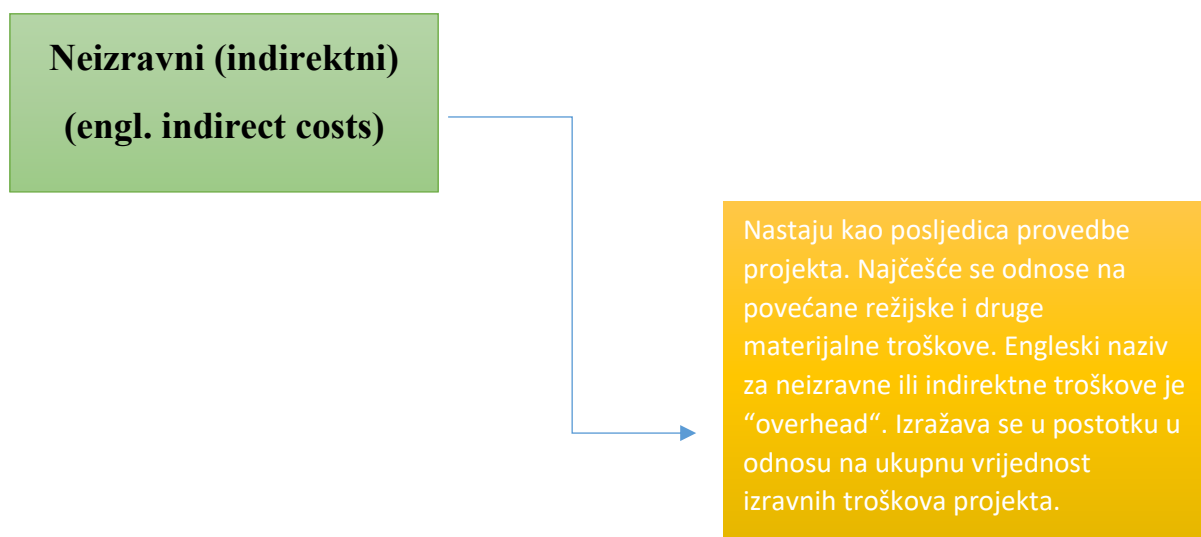 Neizravni (indirektni)
(engl. indirect costs)
Nastaju kao posljedica provedbe
projekta. Najčešće se odnose na
povećane režijske i druge
materijalne troškove. Engleski naziv
za neizravne ili indirektne troškove je
“overhead“. Izražava se u postotku u
odnosu na ukupnu vrijednost
izravnih troškova projekta.